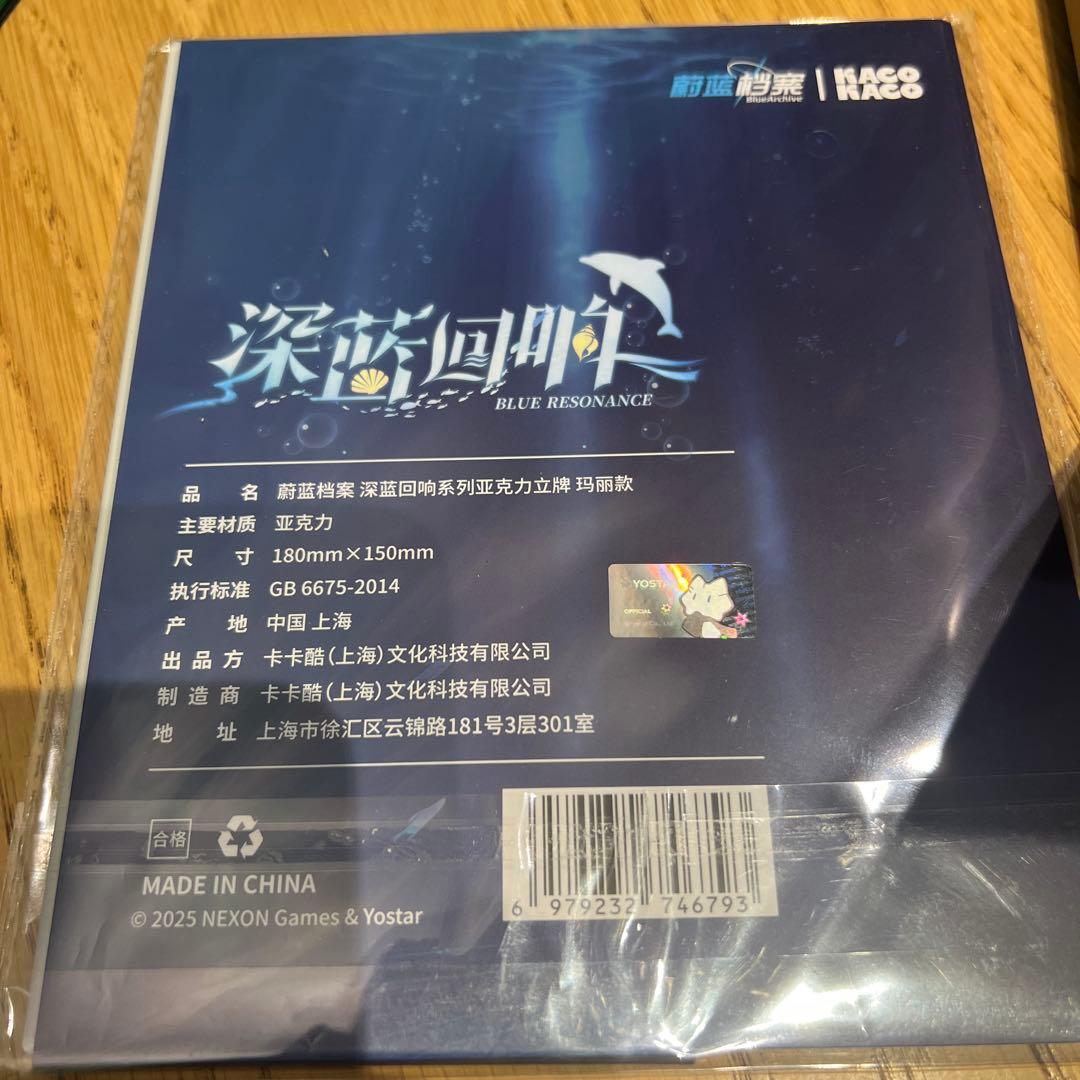 蔚蓝档案
BlueArchive
KACO
KACO
深蓝回响
BLUE RESONANCE
品 名 蔚蓝档案 深蓝回响系列亚克力立牌 玛丽款
主要材质 亚克力
尺 寸 180mm×150mm
执行标准 GB 6675-2014
产 地 中国 上海
出品方 卡卡酷(上海)文化科技有限公司
制造商 卡卡酷(上海)文化科技有限公司
地 址 上海市徐汇区云锦路181号3层301室
YOSTAR
OFFICIAL
合格
MADE IN CHINA
© 2025 NEXON Games & Yostar
6 979232 746793